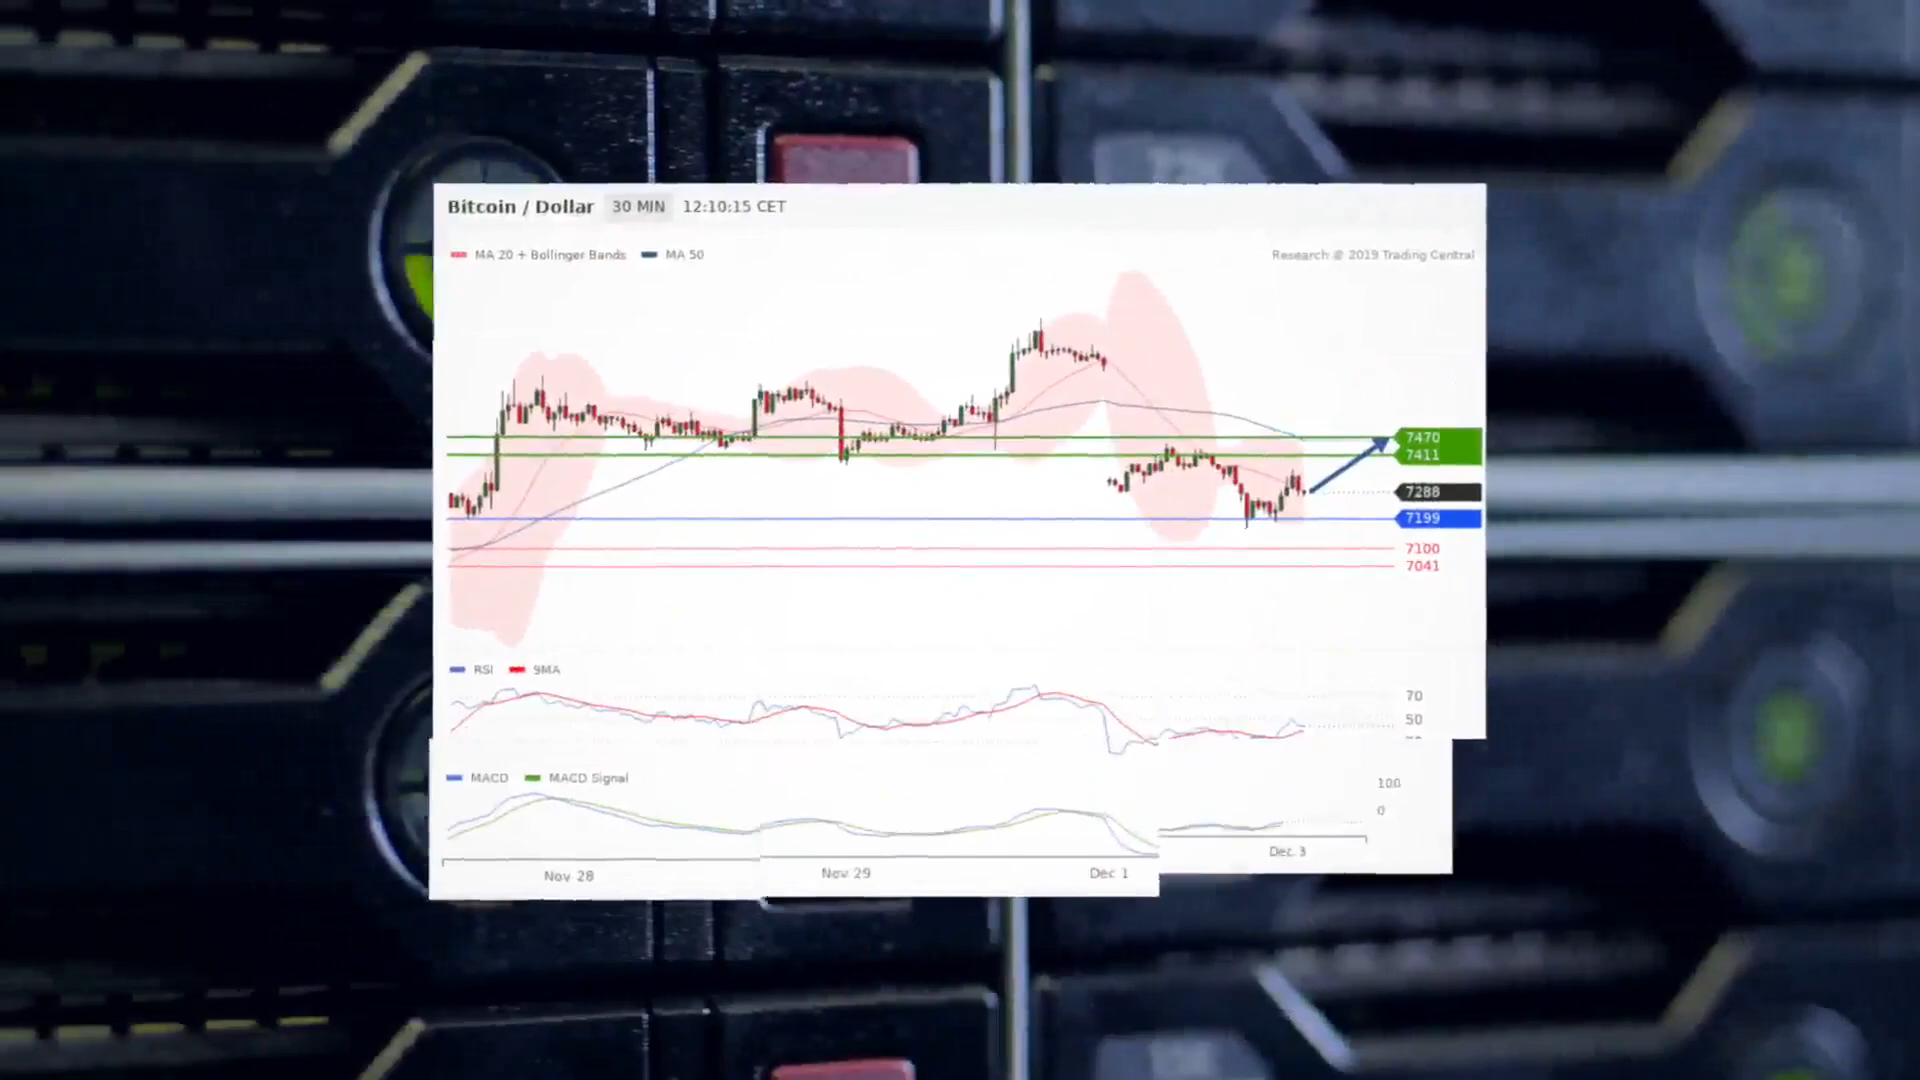 Bitcoin / Dollar 30 MIN 12:10:15 CET
MA 20 + Bollinger Bands MA 50 Research @ 2019 Trading Central
7470
7411
7288
7199
7100
7041
RSI 9MA
70
50
MACD MACD Signal
100
0
Nov 28 Nov 29 Dec 1 Dec 3